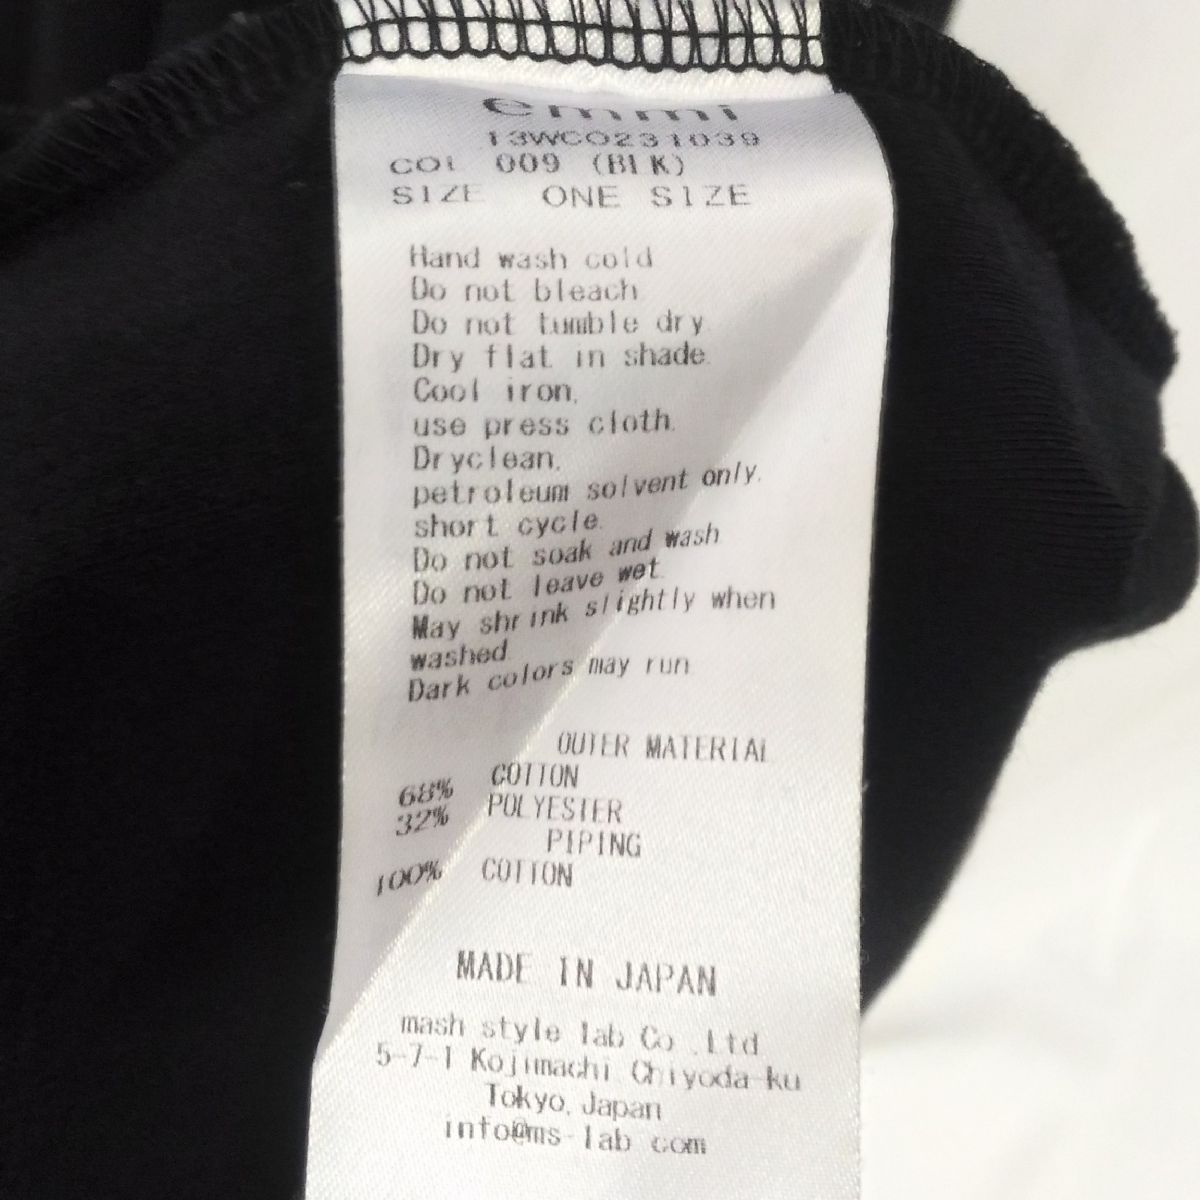 emmi
13WCO231039
COL 009 (BLK)
SIZE ONE SIZE
Hand wash cold
Do not bleach
Do not tumble dry
Dry flat in shade.
Cool iron,
use press cloth.
Dryclean,
petroleum solvent only.
short cycle.
Do not soak and wash
Do not leave wet.
May shrink slightly when
washed.
Dark colors may run
OUTER MATERIAL
68% COTTON
32% POLYESTER
PIPING
100% COTTON
MADE IN JAPAN
mash style lab Co .Ltd
5-7-1 Kojimachi Chiyoda-ku
Tokyo, Japan
info@ms-lab com